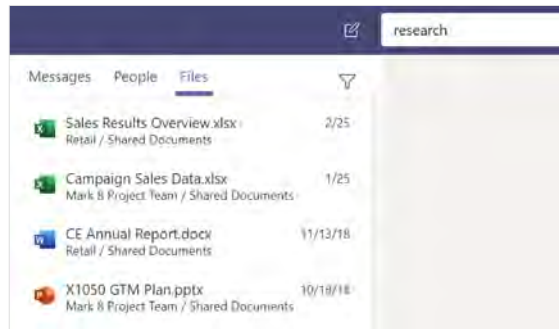 research
Messages People Files
Sales Results Overview.xlsx 2/25
Retail / Shared Documents
Campaign Sales Data.xlsx 1/25
Mark 8 Project Team / Shared Documents
CE Annual Report.docx 11/13/18
Retail / Shared Documents
X1050 GTM Plan.pptx 10/18/18
Mark 8 Project Team / Shared Documents